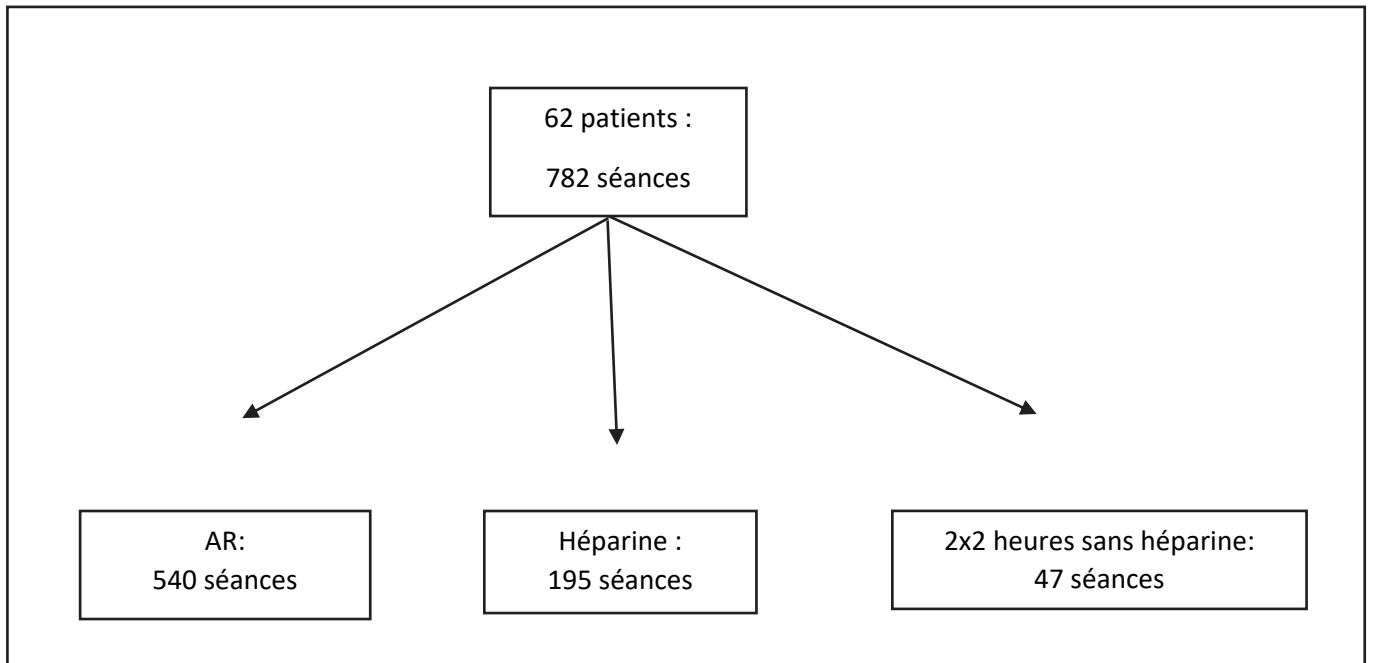 62 patients :
782 séances
AR:
540 séances
Héparine :
195 séances
2x2 heures sans héparine:
47 séances